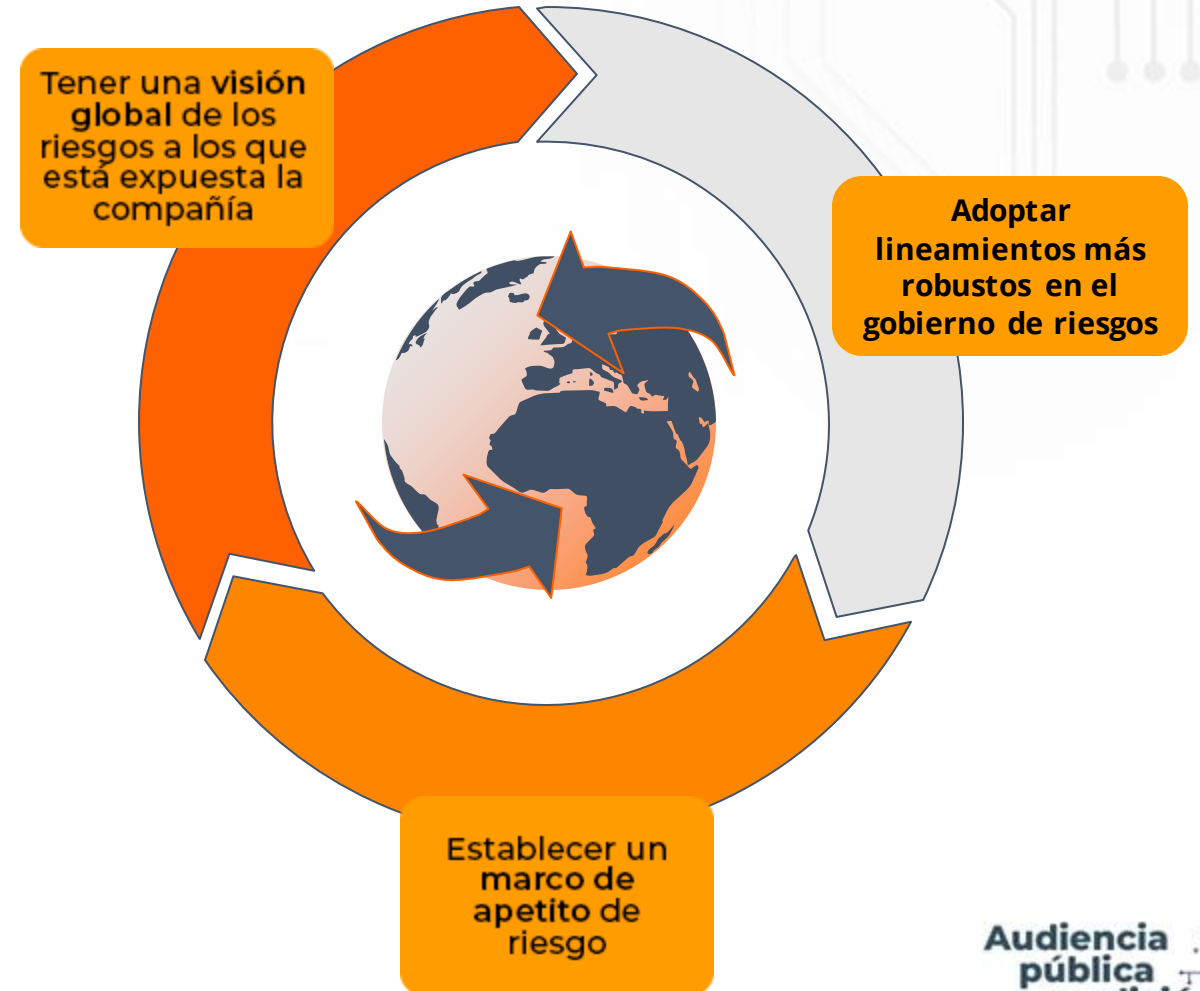 Tener una visión
global de los
riesgos a los que
está expuesta la
compañía
Adoptar
lineamientos más
robustos en el
gobierno de riesgos
Establecer un
marco de
apetito de
riesgo
Audiencia
pública